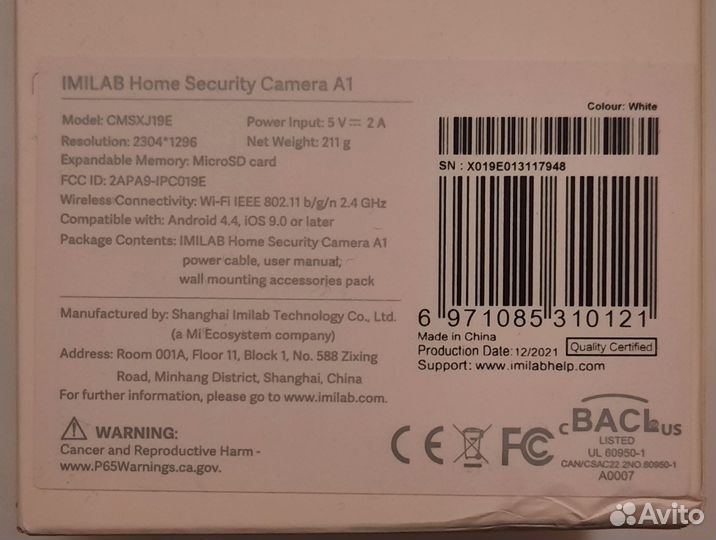 IMILAB Home Security Camera A1
Model: CMSXJ19E
Power Input: 5 V⎓ 2 A
Resolution: 2304*1296
Net Weight: 211 g
Expandable Memory: MicroSD card
FCC ID: 2APA9-IPC019E
Wireless Connectivity: Wi-Fi IEEE 802.11 b/g/n 2.4 GHz
Compatible with: Android 4.4, iOS 9.0 or later
Package Contents: IMILAB Home Security Camera A1
power cable, user manual,
wall mounting accessories pack
Manufactured by: Shanghai Imilab Technology Co., Ltd.
(a Mi Ecosystem company)
Address: Room 001A, Floor 11, Block 1, No. 588 Zixing
Road, Minhang District, Shanghai, China
For further information, please go to www.imilab.com.
WARNING:
Cancer and Reproductive Harm -
www.P65Warnings.ca.gov.
Colour: White
SN : X019E013117948
6 971085 310121
Made in China
Production Date: 12/2021
Quality Certified
Support: www.imilabhelp.com
CE FC
c BACL US
LISTED
UL 60950-1
CAN/CSAC22.2NO.60950-1
A0007
Avito